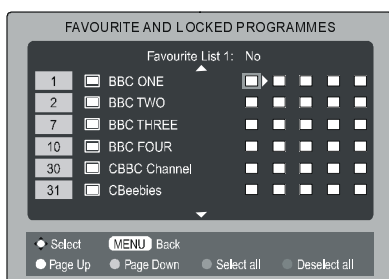 FAVOURITE AND LOCKED PROGRAMMES
Favourite List 1: No
1 BBC ONE
2 BBC TWO
7 BBC THREE
10 BBC FOUR
30 CBBC Channel
31 CBeebies
Select MENU Back
Page Up Page Down Select all Deselect all